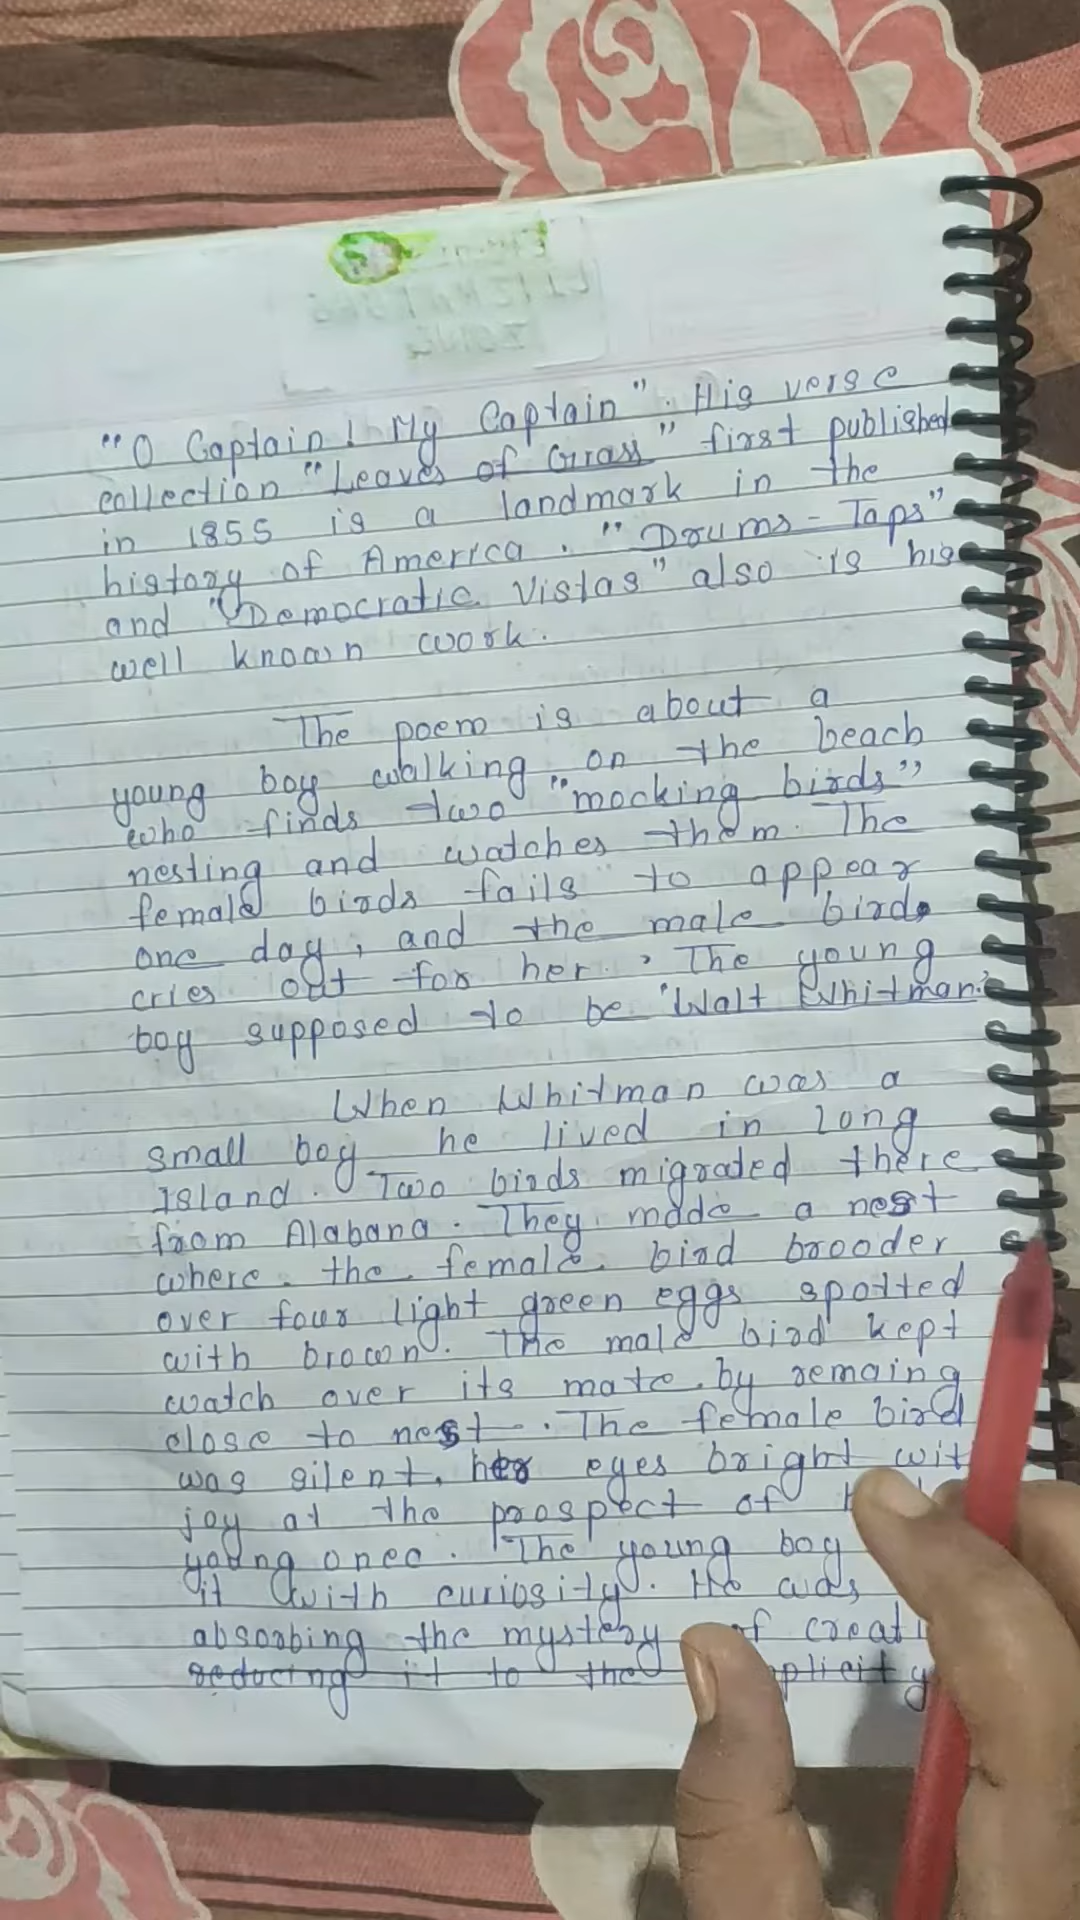 "O Captain! My Captain". His verse
collection "Leaves of Grass" first published
in 1855 is a landmark in the
history of America. "Drums-Taps"
and "Democratic Vistas" also is his
well known work.
The poem is about a
young boy walking on the beach
who finds two "mocking birds"
nesting and watches them. The
female birds fails to appear
one day, and the male bird
cries out for her. The young
boy supposed to be "Walt Whitman."
When Whitman was a
small boy he lived in Long
Island. Two birds migrated there
from Alabana. They made a nest
where the female bird brooder
over four light green eggs spotted
with brown. The male bird kept
watch over its mate by remaing
close to nest. The female bird
was silent, her eyes bright
joy at the prospect of
young ones. The young boy
it with curiosity. He was
absorbing the mystery of
reducing it to the